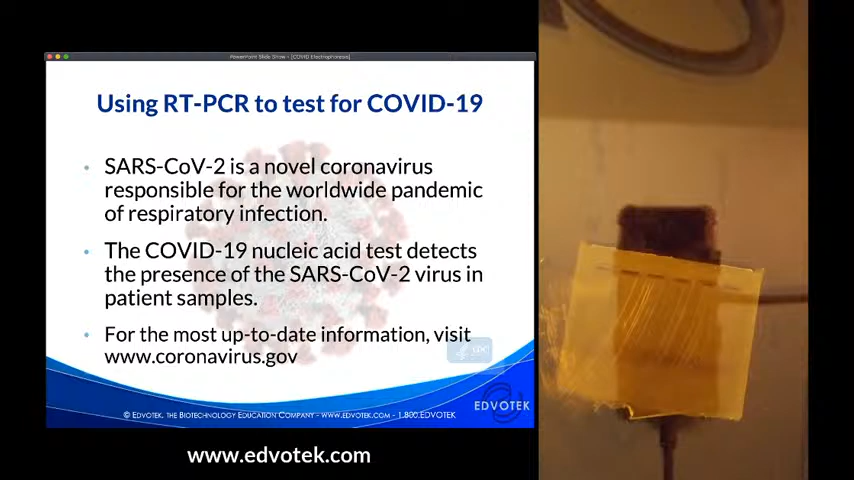 PowerPoint Slide Show - [COVID Electrophoresis]
Using RT-PCR to test for COVID-19
SARS-CoV-2 is a novel coronavirus
responsible for the worldwide pandemic
of respiratory infection.
The COVID-19 nucleic acid test detects
the presence of the SARS-CoV-2 virus in
patient samples.
For the most up-to-date information, visit
www.coronavirus.gov
CDC
EDVOTEK
© EDVOTEK, THE BIOTECHNOLOGY EDUCATION COMPANY - WWW.EDVOTEK.COM - 1.800.EDVOTEK
www.edvotek.com